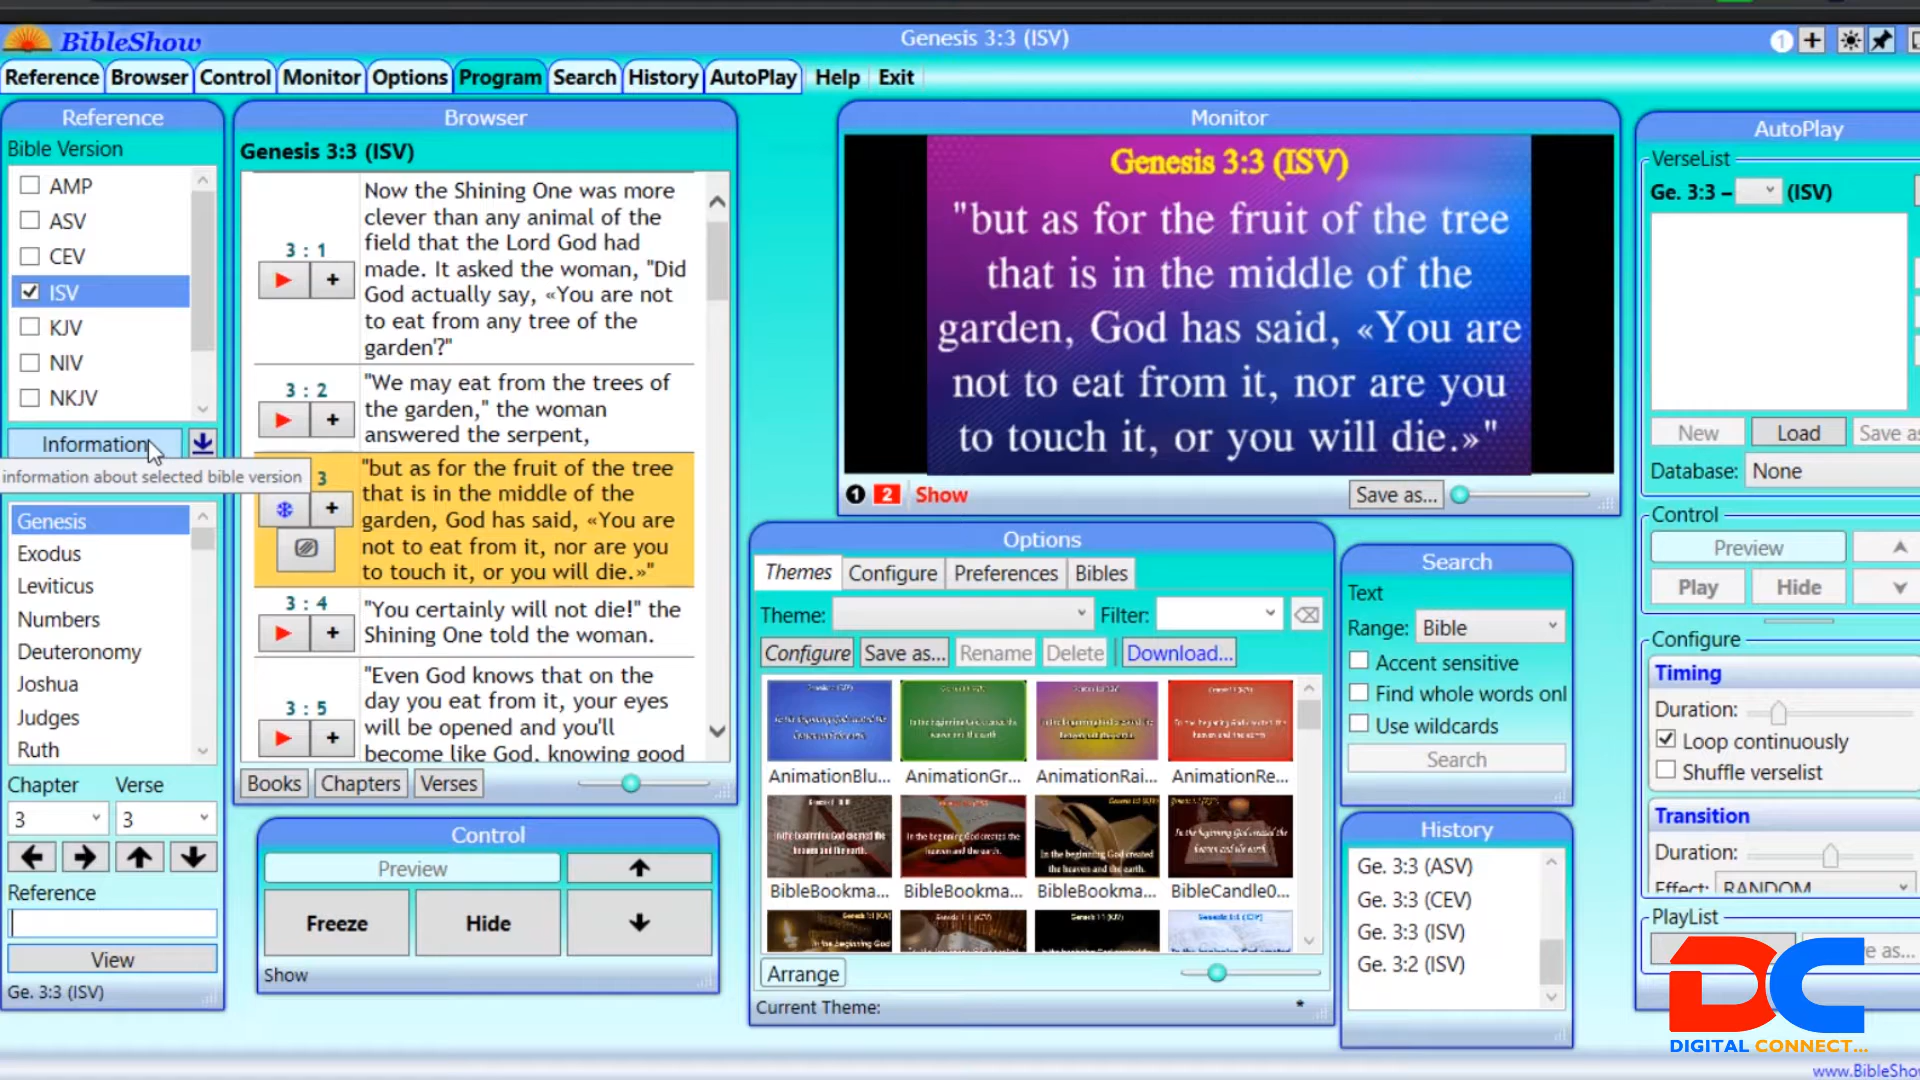 BibleShow
Genesis 3:3 (ISV)
1
Reference Browser Control Monitor Options Program Search History AutoPlay Help Exit
Reference
Bible Version
AMP
ASV
CEV
ISV
KJV
NIV
NKJV
Information
information about selected bible version
Genesis
Exodus
Leviticus
Numbers
Deuteronomy
Joshua
Judges
Ruth
Chapter Verse
3 3
Reference
View
Ge. 3:3 (ISV)
Browser
Genesis 3:3 (ISV)
3 : 1
Now the Shining One was more
clever than any animal of the
field that the Lord God had
made. It asked the woman, "Did
God actually say, «You are not
to eat from any tree of the
garden'?"
3 : 2
"We may eat from the trees of
the garden," the woman
answered the serpent,
3
"but as for the fruit of the tree
that is in the middle of the
garden, God has said, «You are
not to eat from it, nor are you
to touch it, or you will die.»"
3 : 4
"You certainly will not die!" the
Shining One told the woman.
3 : 5
"Even God knows that on the
day you eat from it, your eyes
will be opened and you'll
become like God, knowing good
Books Chapters Verses
Control
Preview
Freeze Hide
Show
Monitor
Genesis 3:3 (ISV)
"but as for the fruit of the tree
that is in the middle of the
garden, God has said, «You are
not to eat from it, nor are you
to touch it, or you will die.»"
1 2 Show Save as...
Options
Themes Configure Preferences Bibles
Theme: Filter:
Configure Save as... Rename Delete Download...
AnimationBlu... AnimationGr... AnimationRai... AnimationRe...
BibleBookma... BibleBookma... BibleBookma... BibleCandle0...
Arrange
Current Theme: *
Search
Text
Range: Bible
Accent sensitive
Find whole words onl
Use wildcards
Search
History
Ge. 3:3 (ASV)
Ge. 3:3 (CEV)
Ge. 3:3 (ISV)
Ge. 3:2 (ISV)
AutoPlay
VerseList
Ge. 3:3 – (ISV)
New Load Save as
Database: None
Control
Preview
Play Hide
Configure
Timing
Duration:
Loop continuously
Shuffle verselist
Transition
Duration:
Effect: RANDOM
PlayList
e as...
DC
DIGITAL CONNECT...
www.BibleSho